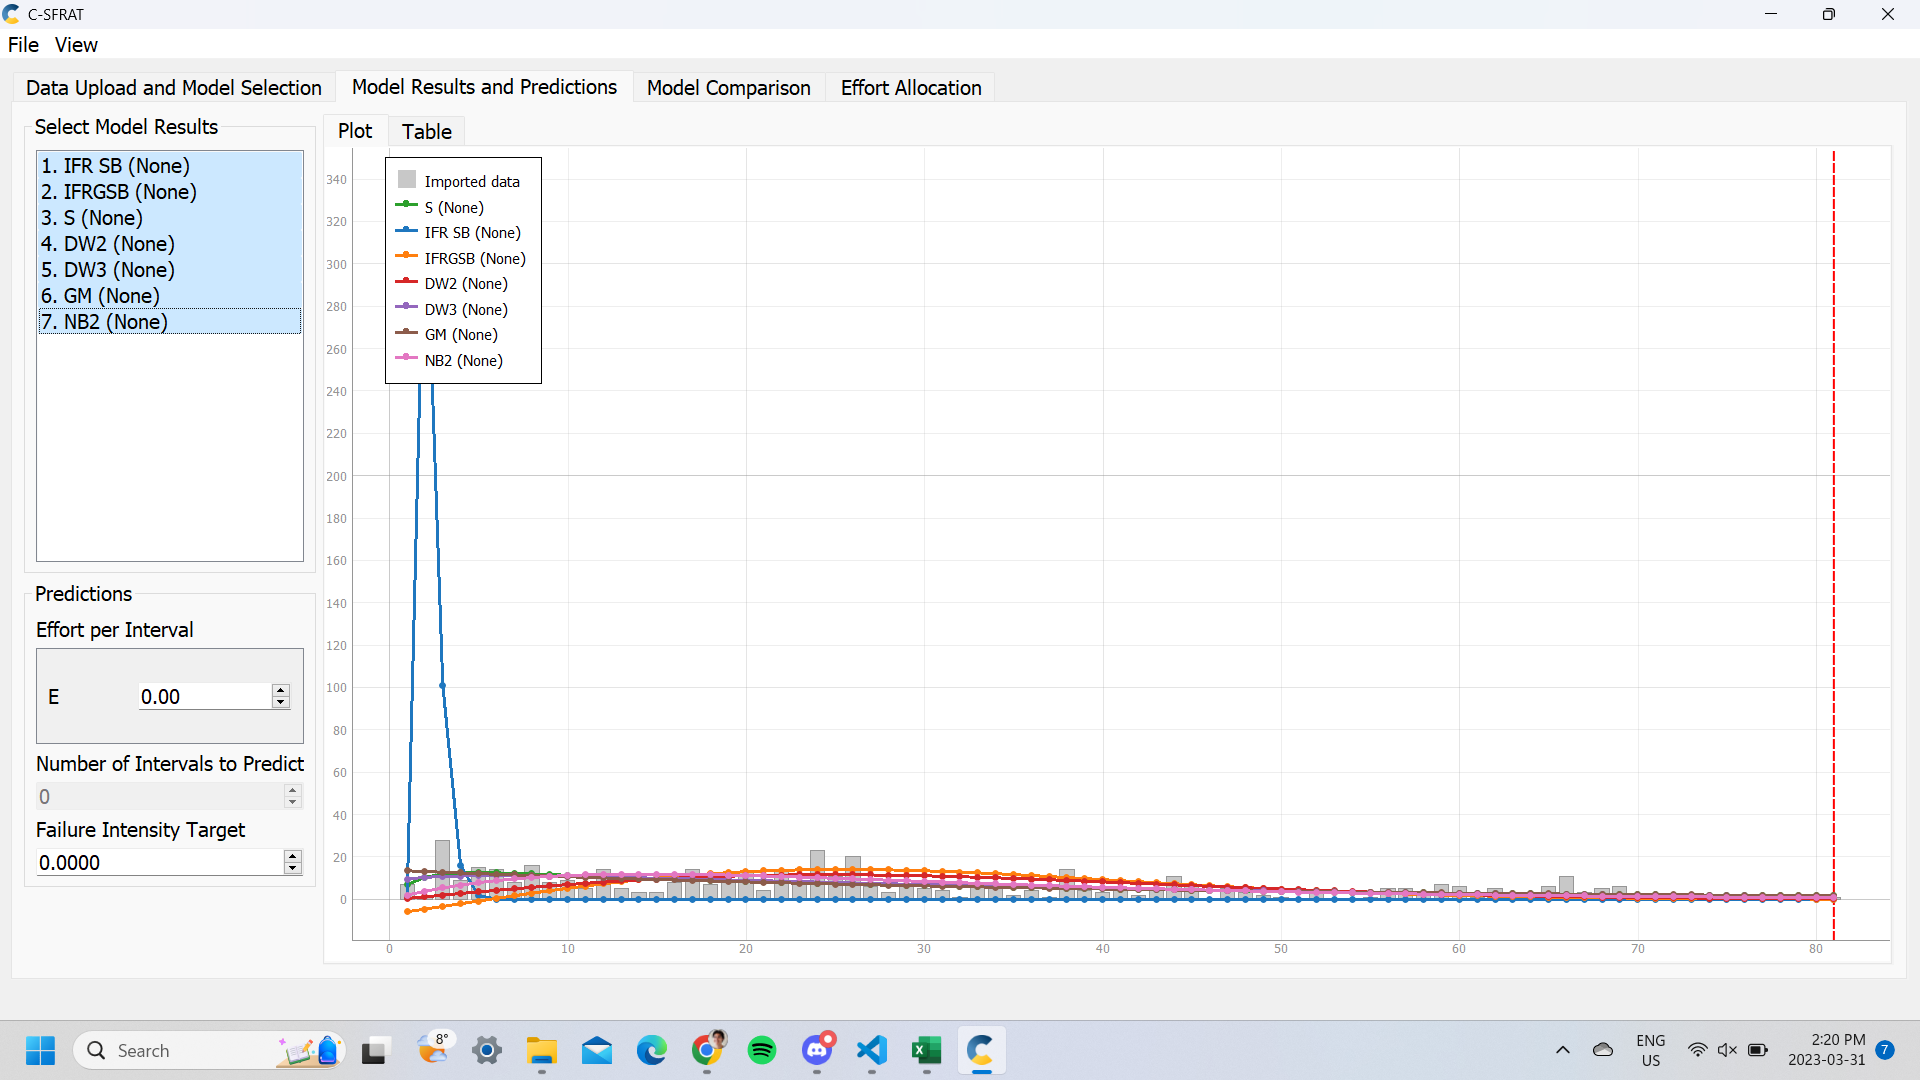 C-SFRAT
File View
Data Upload and Model Selection Model Results and Predictions Model Comparison Effort Allocation
Select Model Results
1. IFR SB (None)
2. IFRGSB (None)
3. S (None)
4. DW2 (None)
5. DW3 (None)
6. GM (None)
7. NB2 (None)
Predictions
Effort per Interval
E 0.00
Number of Intervals to Predict
0
Failure Intensity Target
0.0000
Plot Table
Imported data
S (None)
IFR SB (None)
IFRGSB (None)
DW2 (None)
DW3 (None)
GM (None)
NB2 (None)
340
320
300
280
260
240
220
200
180
160
140
120
100
80
60
40
20
0
0 10 20 30 40 50 60 70 80
Search
8°
ENG
US
2:20 PM
2023-03-31
7